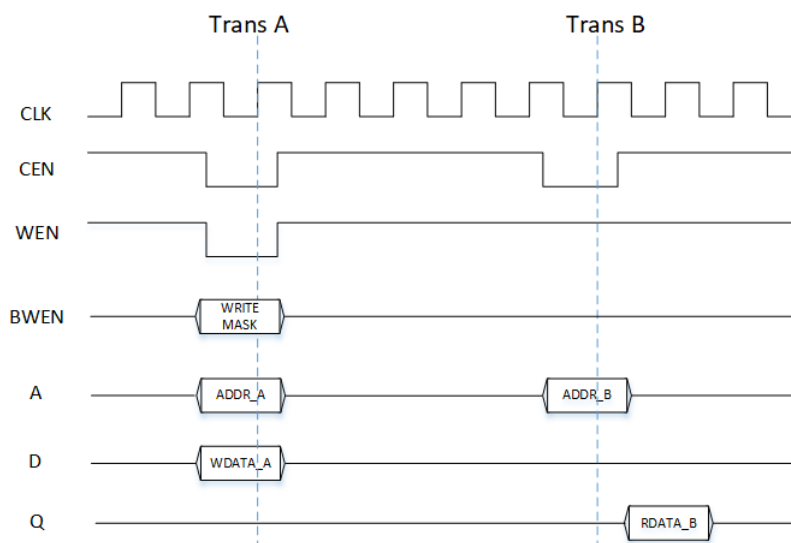 Trans A Trans B
CLK
CEN
WEN
BWEN WRITE
MASK
A ADDR_A ADDR_B
D WDATA_A
Q RDATA_B